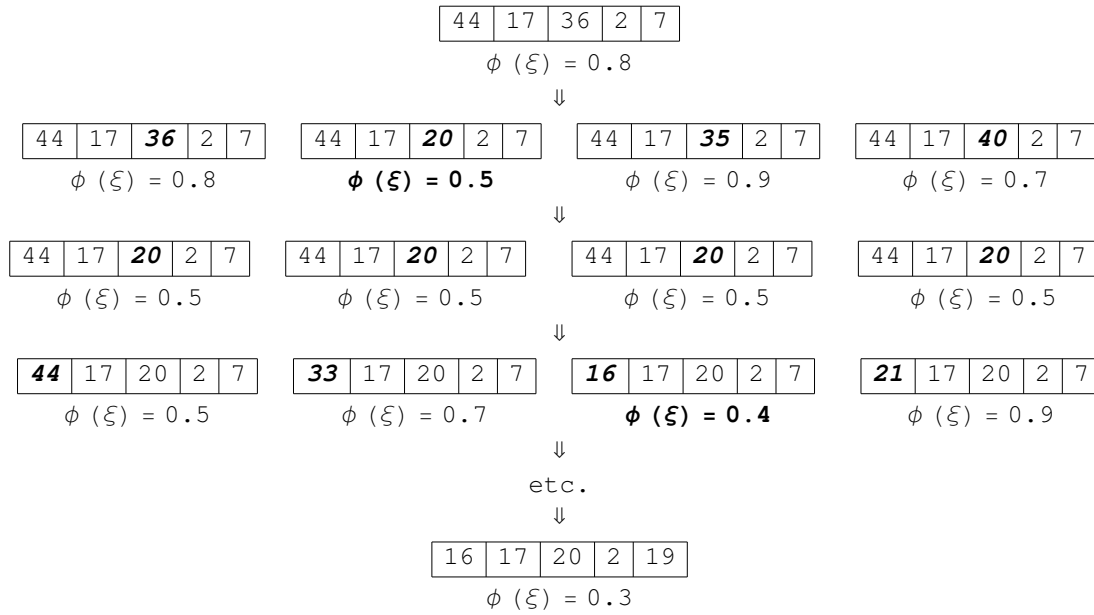 44 17 36 2 7
ϕ (ξ) = 0.8
⇓
44 17 36 2 7 44 17 20 2 7 44 17 35 2 7 44 17 40 2 7
ϕ (ξ) = 0.8 ϕ (ξ) = 0.5 ϕ (ξ) = 0.9 ϕ (ξ) = 0.7
⇓
44 17 20 2 7 44 17 20 2 7 44 17 20 2 7 44 17 20 2 7
ϕ (ξ) = 0.5 ϕ (ξ) = 0.5 ϕ (ξ) = 0.5 ϕ (ξ) = 0.5
⇓
44 17 20 2 7 33 17 20 2 7 16 17 20 2 7 21 17 20 2 7
ϕ (ξ) = 0.5 ϕ (ξ) = 0.7 ϕ (ξ) = 0.4 ϕ (ξ) = 0.9
⇓
etc.
⇓
16 17 20 2 19
ϕ (ξ) = 0.3